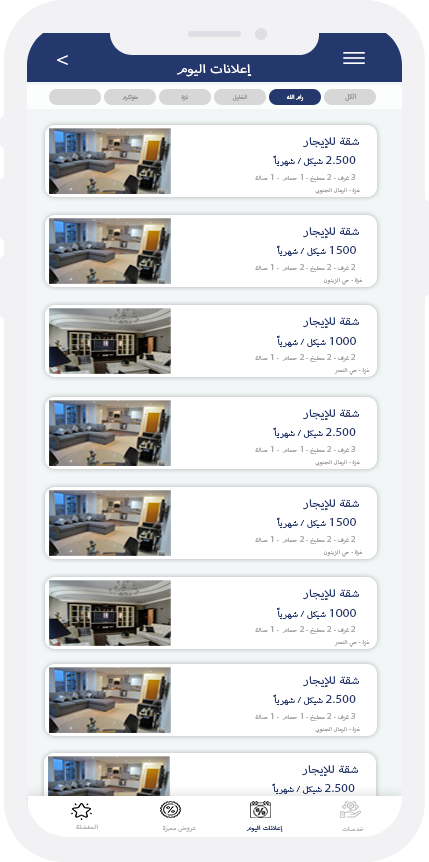 إعلانات اليوم
الكل
رام الله
الخليل
غزة
طولكرم
شقة للإيجار
2.500 شيكل / شهرياً
3 غرف - 2 مطبخ - 1 حمام - 1 صالة
غزة - الرمال الجنوبي
شقة للإيجار
1500 شيكل / شهرياً
2 غرف - 2 مطبخ - 2 حمام - 1 صالة
غزة - حي الزيتون
شقة للإيجار
1000 شيكل / شهرياً
2 غرف - 2 مطبخ - 2 حمام - 1 صالة
غزة - حي النصر
شقة للإيجار
2.500 شيكل / شهرياً
3 غرف - 2 مطبخ - 1 حمام - 1 صالة
غزة - الرمال الجنوبي
شقة للإيجار
1500 شيكل / شهرياً
2 غرف - 2 مطبخ - 2 حمام - 1 صالة
غزة - حي الزيتون
شقة للإيجار
1000 شيكل / شهرياً
2 غرف - 2 مطبخ - 2 حمام - 1 صالة
غزة - حي النصر
شقة للإيجار
2.500 شيكل / شهرياً
3 غرف - 2 مطبخ - 1 حمام - 1 صالة
غزة - الرمال الجنوبي
شقة للإيجار
2.500 شيكل / شهرياً
خدمات
إعلانات اليوم
عروض مميزة
المفضلة